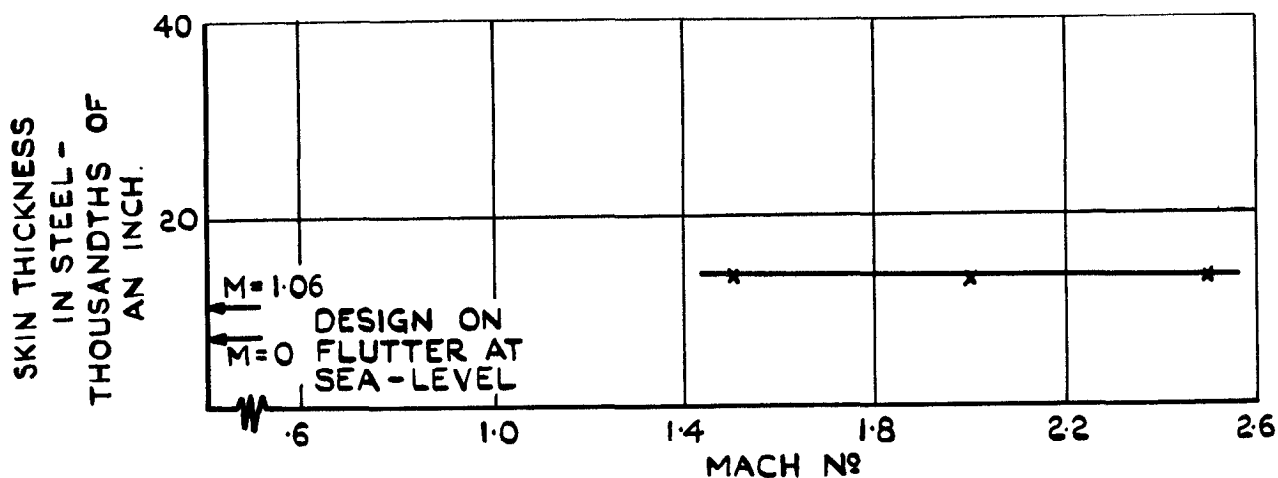 40
20
SKIN THICKNESS
IN STEEL-
THOUSANDTHS OF
AN INCH.
M=1·06
M=0
DESIGN ON
FLUTTER AT
SEA-LEVEL
·6 1·0 1·4 1·8 2·2 2·6
MACH Nº